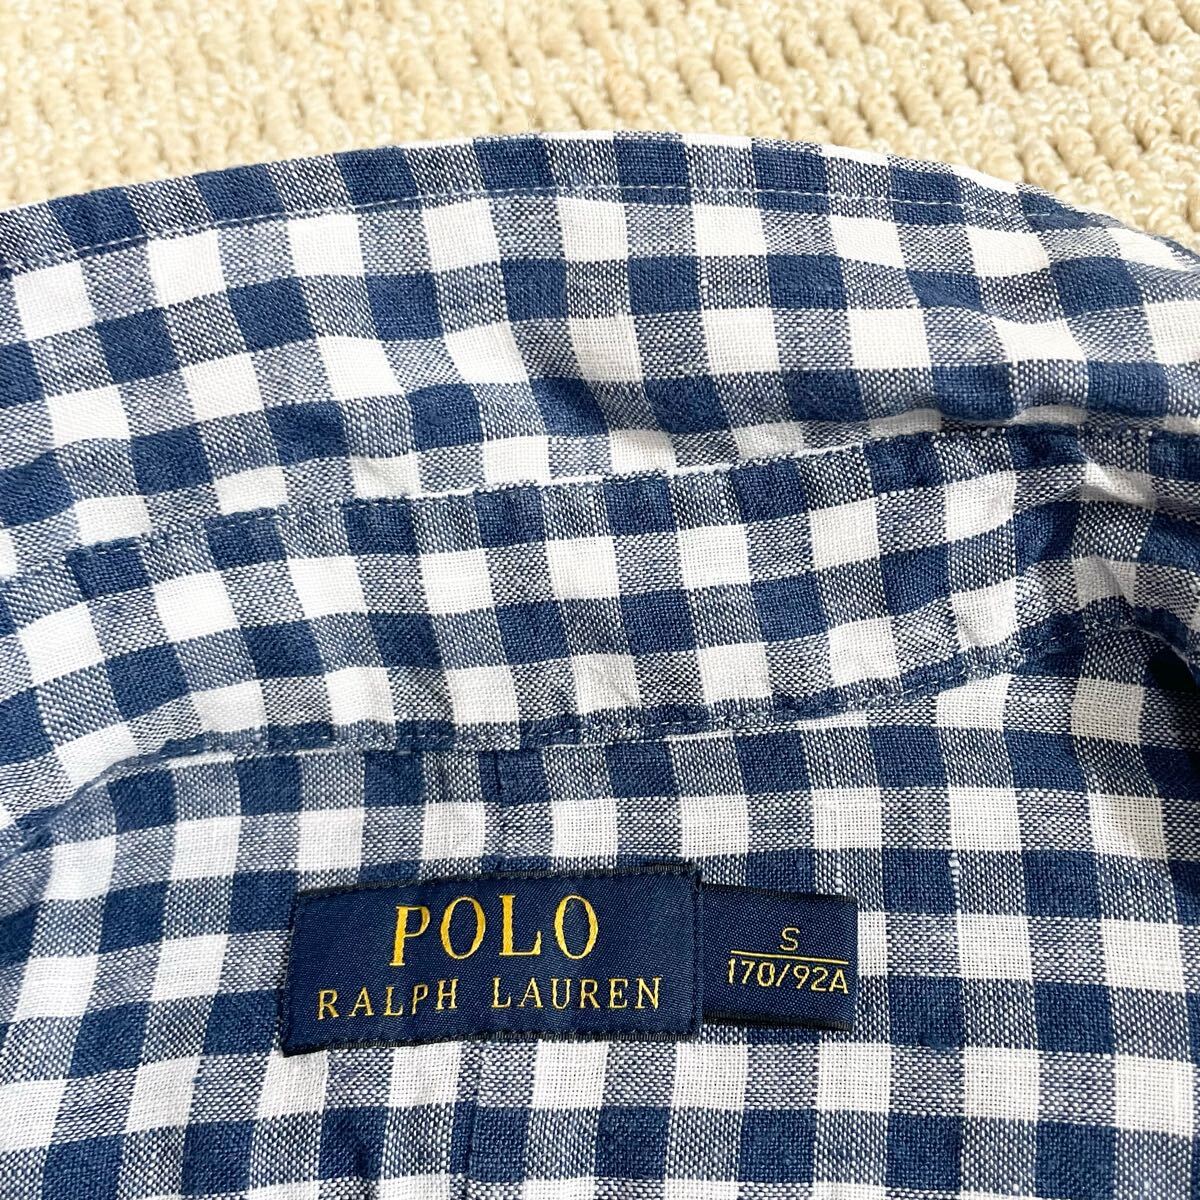 POLO
RALPH LAUREN
S
170/92A